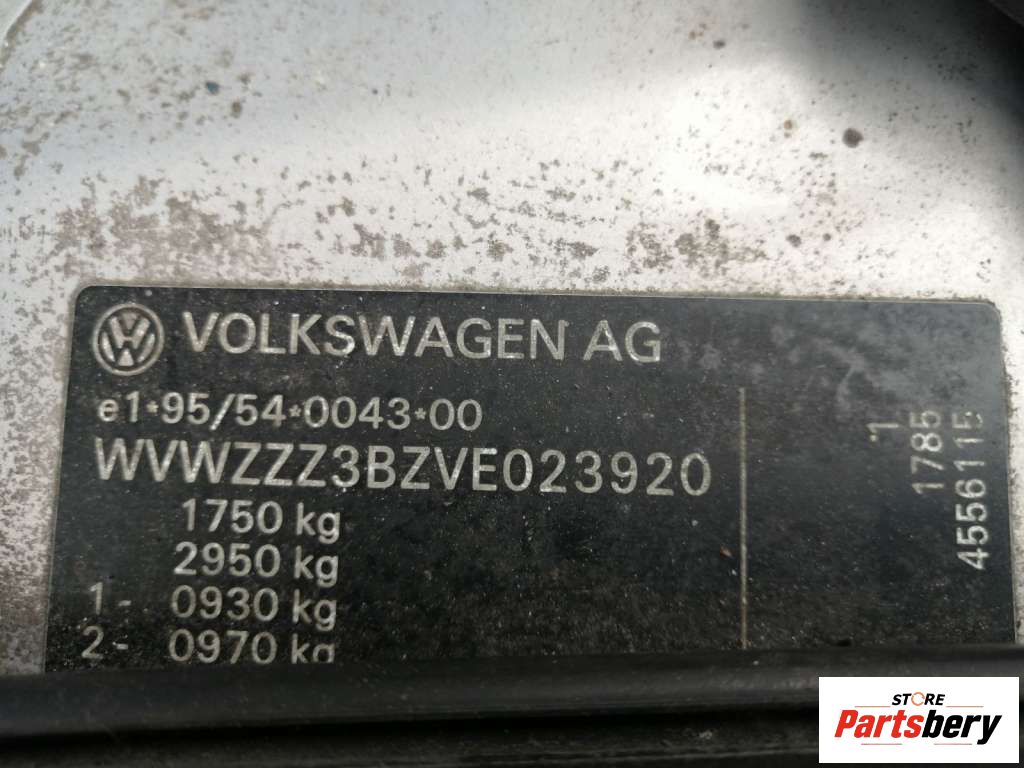 VOLKSWAGEN AG
e1*95/54*0043*00
WVWZZZ3BZVE023920
1750 kg
2950 kg
1- 0930 kg
2- 0970 kg
1
1785
4556115
STORE
Partsbery